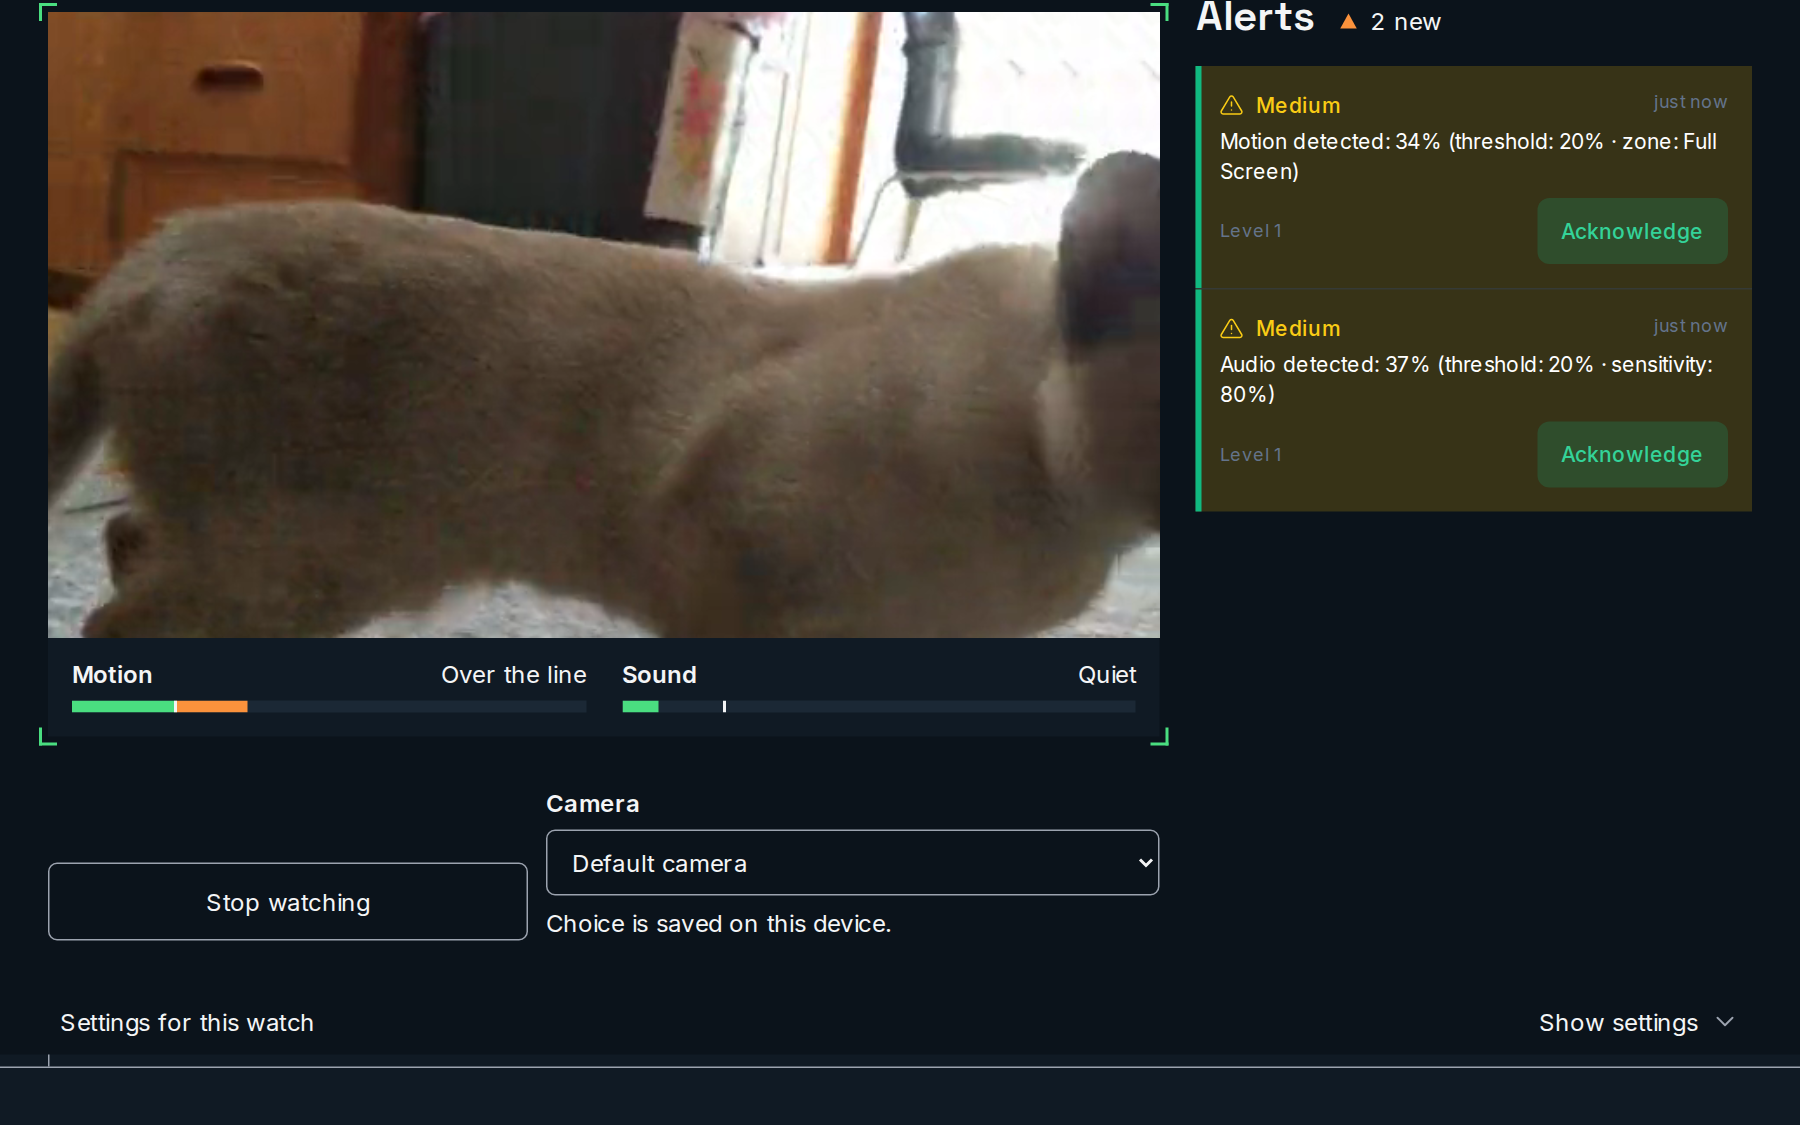 Alerts 2 new
Medium just now
Motion detected: 34% (threshold: 20% · zone: Full
Screen)
Level 1 Acknowledge
Medium just now
Audio detected: 37% (threshold: 20% · sensitivity:
80%)
Level 1 Acknowledge
Motion Over the line Sound Quiet
Camera
Default camera
Stop watching
Choice is saved on this device.
Settings for this watch Show settings